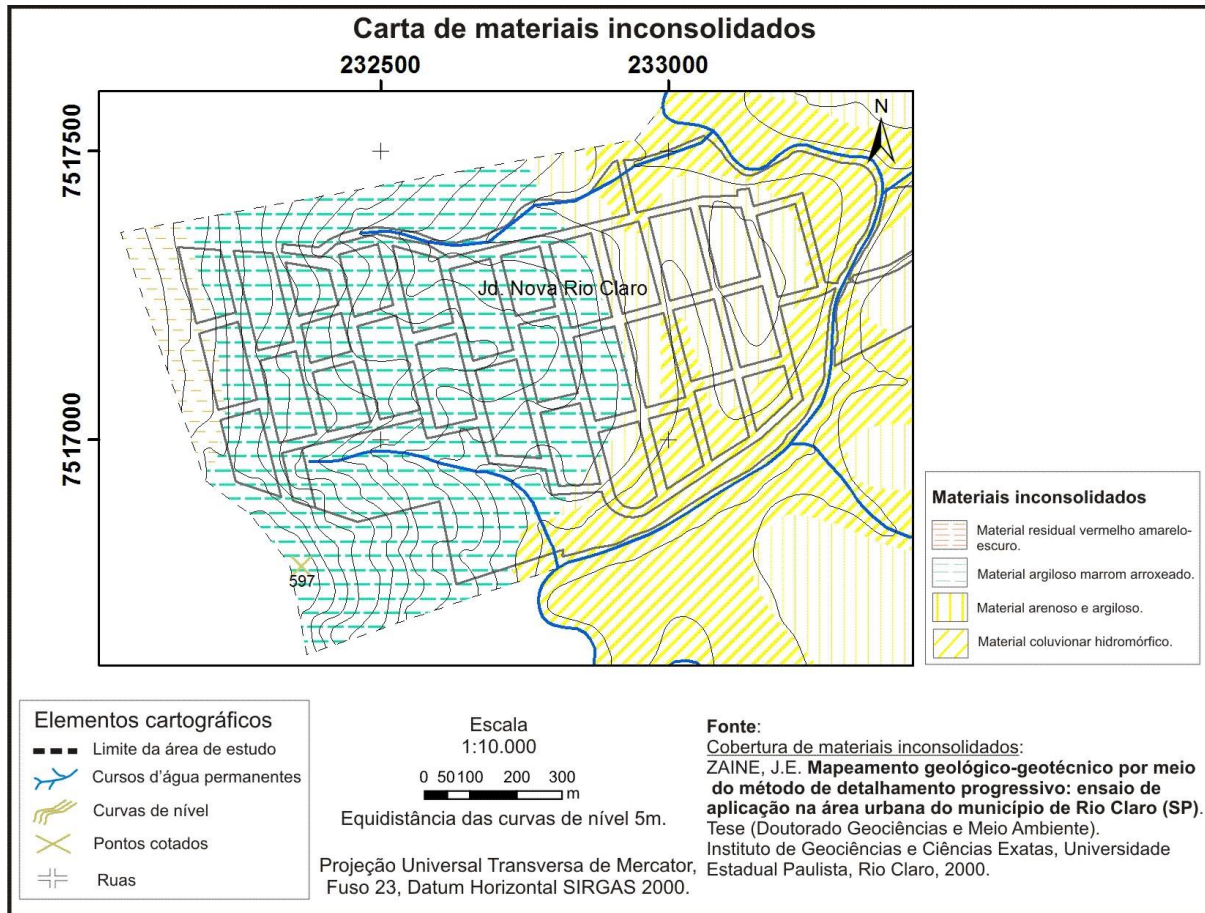 Carta de materiais inconsolidados
232500
233000
N
7517500
7517000
Jd. Nova Rio Claro
597
Materiais inconsolidados
Material residual vermelho amarelo-
escuro.
Material argiloso marrom arroxeado.
Material arenoso e argiloso.
Material coluvionar hidromórfico.
Elementos cartográficos
Limite da área de estudo
Cursos d'água permanentes
Curvas de nível
Pontos cotados
Ruas
Escala
1:10.000
0 50 100 200 300
m
Equidistância das curvas de nível 5m.
Projeção Universal Transversa de Mercator,
Fuso 23, Datum Horizontal SIRGAS 2000.
Fonte:
Cobertura de materiais inconsolidados:
ZAINE, J.E. Mapeamento geológico-geotécnico por meio
do método de detalhamento progressivo: ensaio de
aplicação na área urbana do município de Rio Claro (SP).
Tese (Doutorado Geociências e Meio Ambiente).
Instituto de Geociências e Ciências Exatas, Universidade
Estadual Paulista, Rio Claro, 2000.